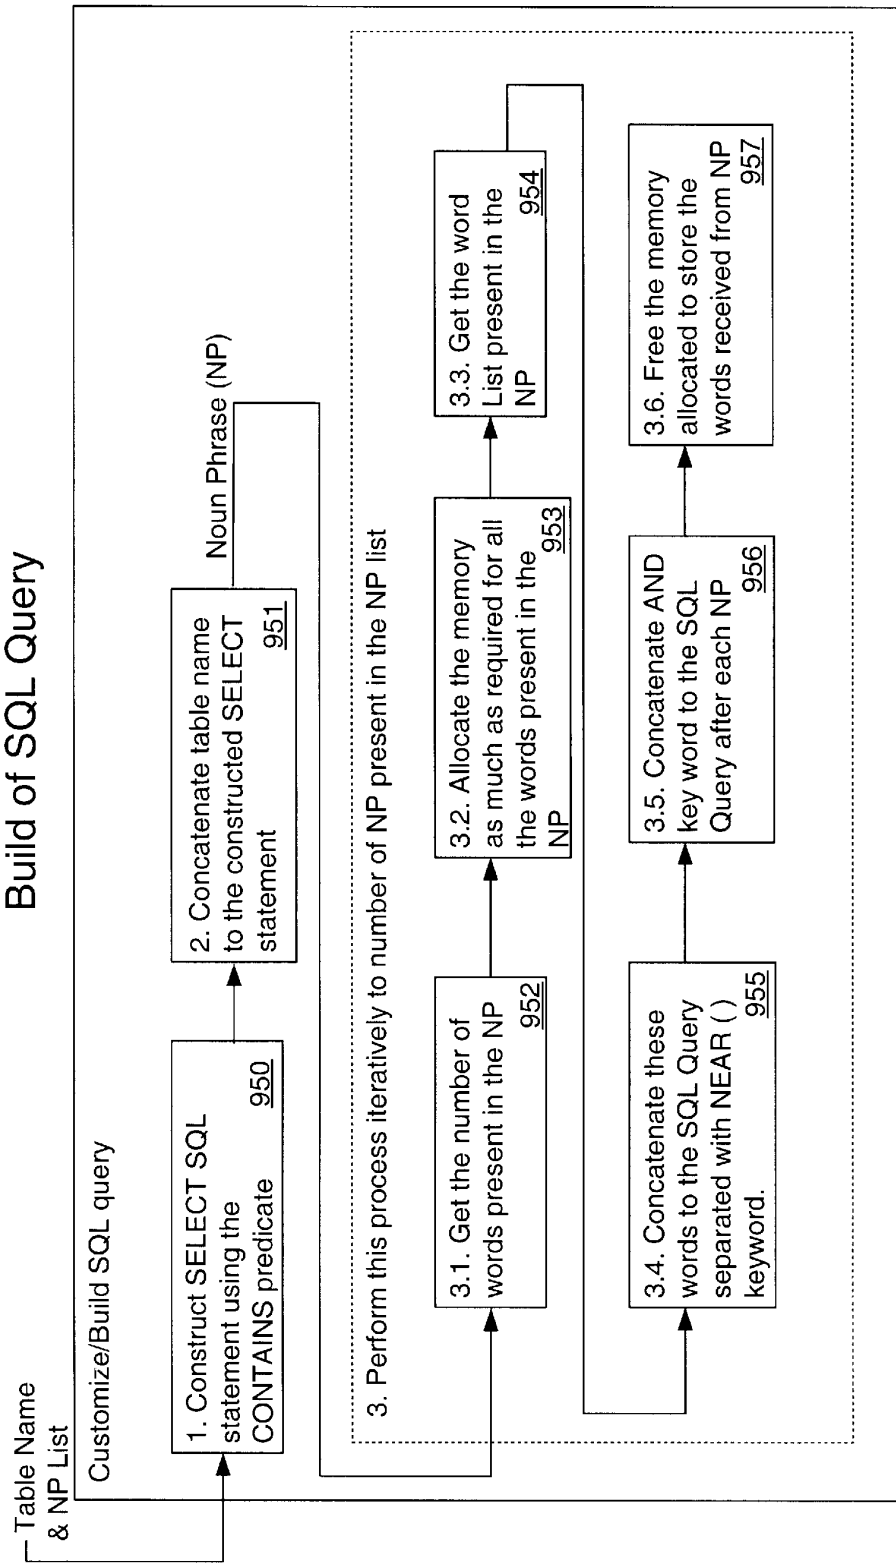 Build of SQL Query
Table Name
& NP List
Customize/Build SQL query
1. Construct SELECT SQL
statement using the
CONTAINS predicate
950
2. Concatenate table name
to the constructed SELECT
statement
951
Noun Phrase (NP)
3. Perform this process iteratively to number of NP present in the NP list
3.1. Get the number of
words present in the NP
952
3.2. Allocate the memory
as much as required for all
the words present in the
NP
953
3.3. Get the word
List present in the
NP
954
3.4. Concatenate these
words to the SQL Query
separated with NEAR ( )
keyword.
955
3.5. Concatenate AND
key word to the SQL
Query after each NP
956
3.6. Free the memory
allocated to store the
words received from NP
957